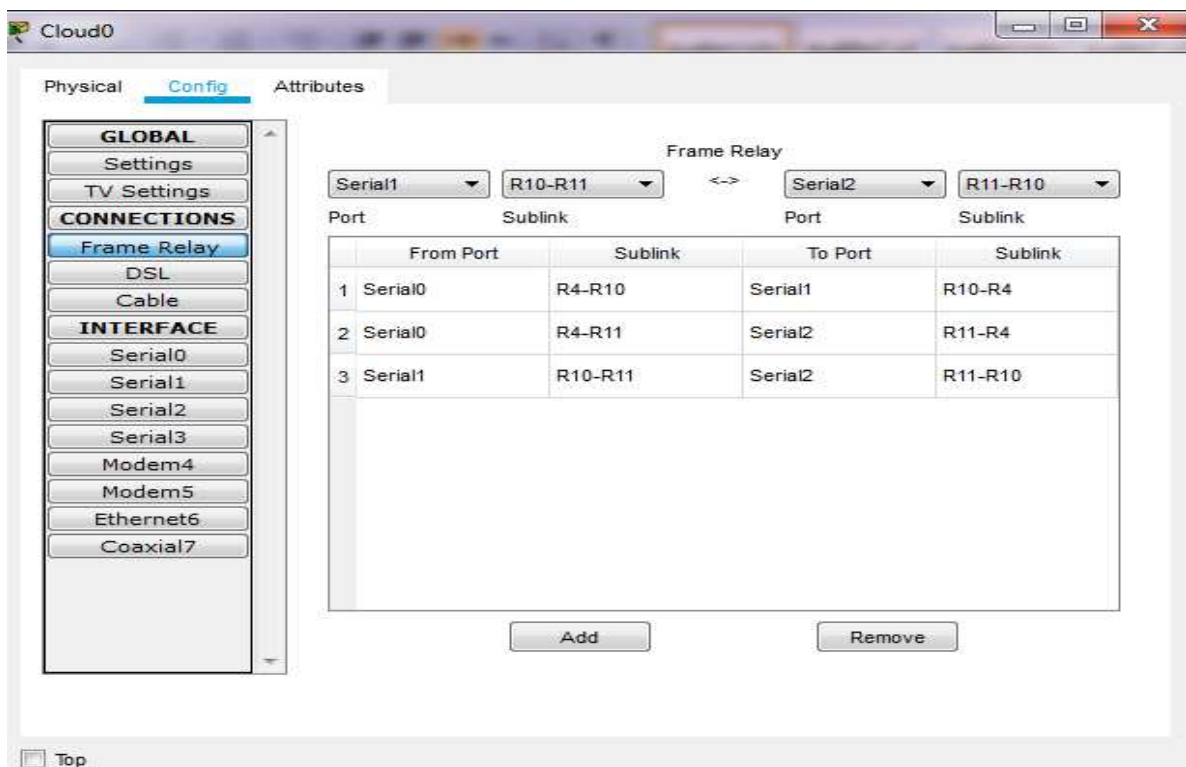 Cloud0
Physical Config Attributes
GLOBAL
Settings
TV Settings
CONNECTIONS
Frame Relay
DSL
Cable
INTERFACE
Serial0
Serial1
Serial2
Serial3
Modem4
Modem5
Ethernet6
Coaxial7
Frame Relay
Serial1 R10-R11 <-> Serial2 R11-R10
Port Sublink Port Sublink
From Port Sublink To Port Sublink
1 Serial0 R4-R10 Serial1 R10-R4
2 Serial0 R4-R11 Serial2 R11-R4
3 Serial1 R10-R11 Serial2 R11-R10
Add Remove
Top